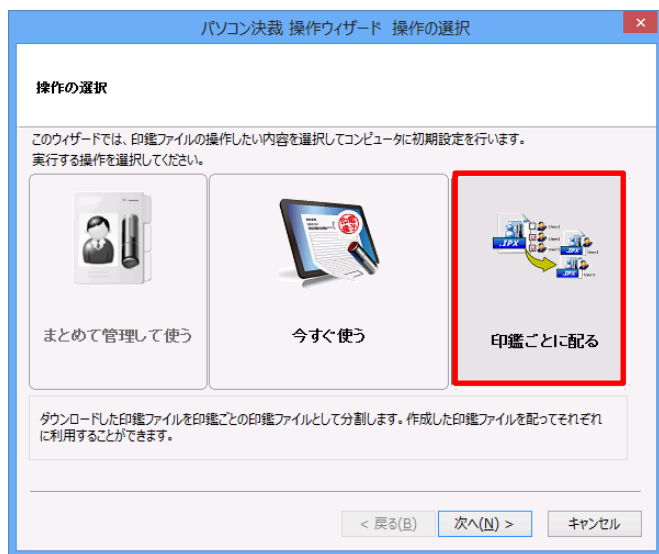 パソコン決裁 操作ウィザード 操作の選択
操作の選択
このウィザードでは、印鑑ファイルの操作したい内容を選択してコンピュータに初期設定を行います。
実行する操作を選択してください。
まとめて管理して使う
今すぐ使う
印鑑ごとに配る
.IPX
.IPX
ダウンロードした印鑑ファイルを印鑑ごとの印鑑ファイルとして分割します。作成した印鑑ファイルを配ってそれぞれ
に利用することができます。
< 戻る(B)
次へ(N) >
キャンセル